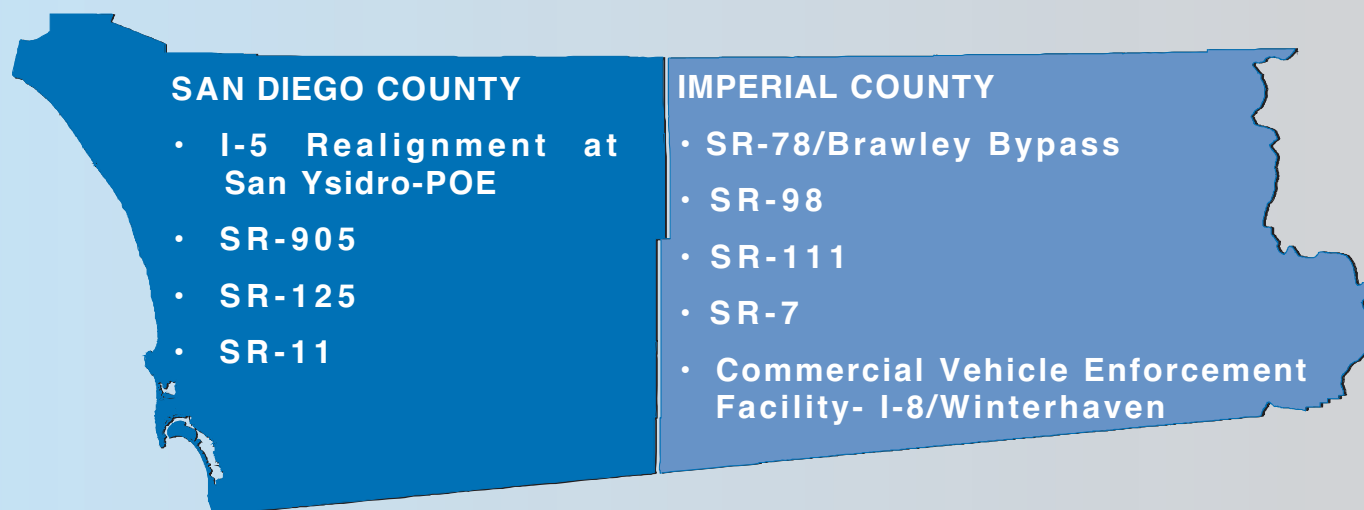 SAN DIEGO COUNTY
• I-5 Realignment at
San Ysidro-POE
• SR-905
• SR-125
• SR-11
IMPERIAL COUNTY
• SR-78/Brawley Bypass
• SR-98
• SR-111
• SR-7
• Commercial Vehicle Enforcement
Facility- I-8/Winterhaven